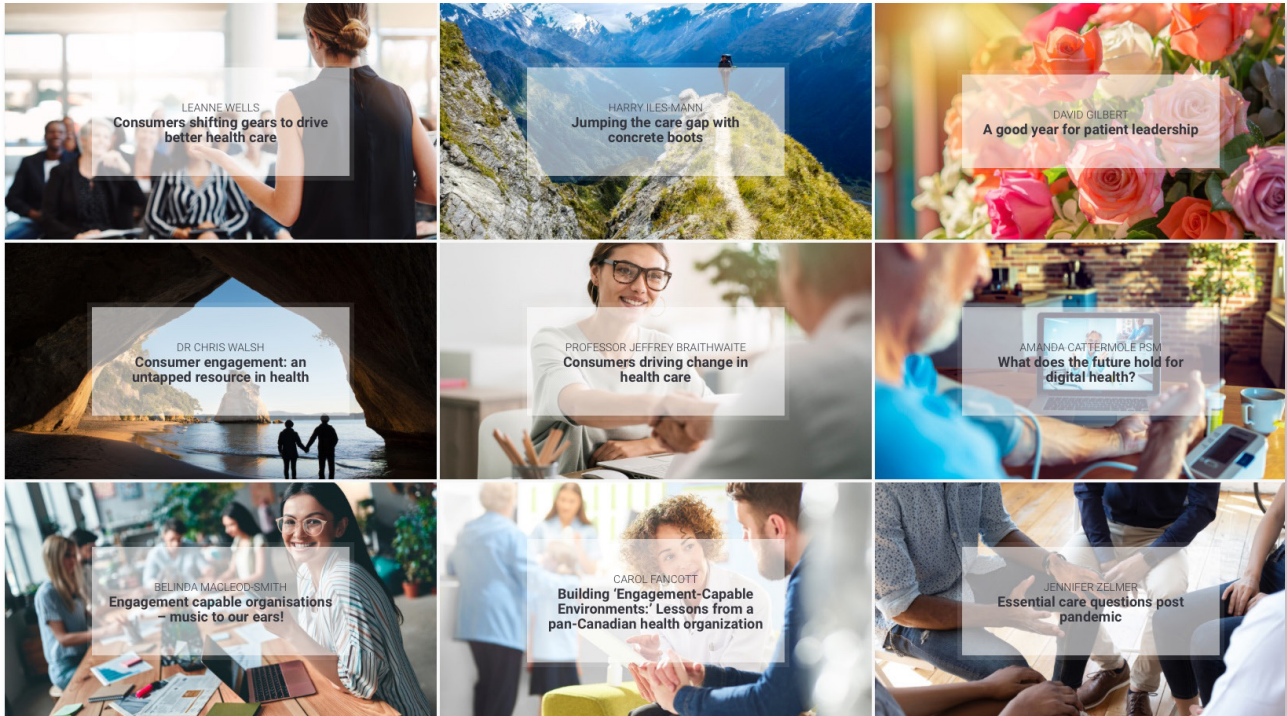 LEANNE WELLS
Consumers shifting gears to drive
better health care
HARRY ILES-MANN
Jumping the care gap with
concrete boots
DAVID GILBERT
A good year for patient leadership
DR CHRIS WALSH
Consumer engagement: an
untapped resource in health
PROFESSOR JEFFREY BRAITHWAITE
Consumers driving change in
health care
AMANDA CATTERMOLE PSM
What does the future hold for
digital health?
BELINDA MACLEOD-SMITH
Engagement capable organisations
– music to our ears!
CAROL FANCOTT
Building ‘Engagement-Capable
Environments:’ Lessons from a
pan-Canadian health organization
JENNIFER ZELMER
Essential care questions post
pandemic